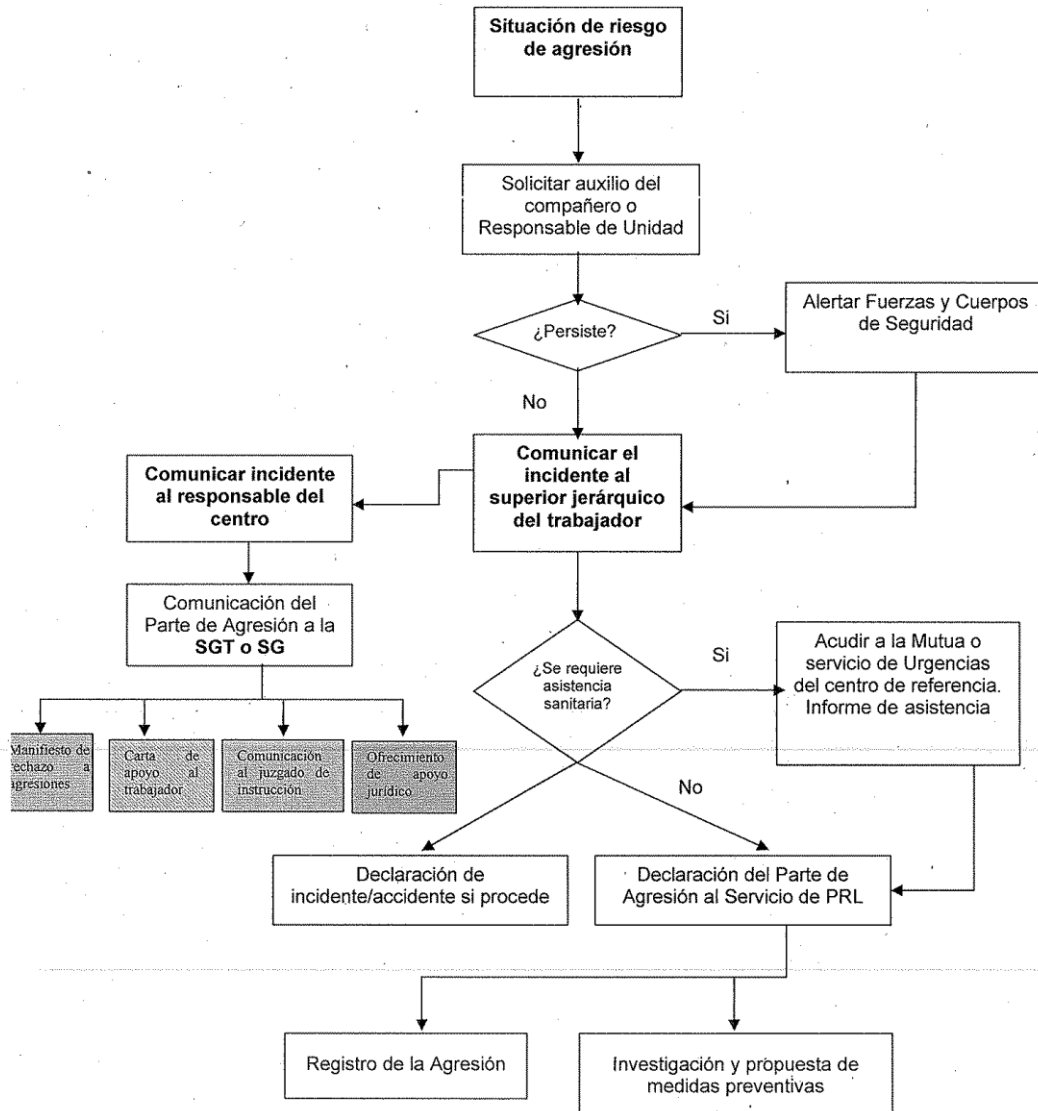 Situación de riesgo
de agresión
Solicitar auxilio del
compañero o
Responsable de Unidad
¿Persiste?
Si
Alertar Fuerzas y Cuerpos
de Seguridad
No
Comunicar el
incidente al
superior jerárquico
del trabajador
Comunicar incidente
al responsable del
centro
Comunicación del
Parte de Agresión a la
SGT o SG
¿Se requiere
asistencia
sanitaria?
Si
Acudir a la Mutua o
servicio de Urgencias
del centro de referencia.
Informe de asistencia
Manifiesto de
rechazo a
agresiones
Carta de
apoyo al
trabajador
Comunicación
al juzgado de
instrucción
Ofrecimiento
de apoyo
jurídico
No
Declaración de
incidente/accidente si procede
Declaración del Parte de
Agresión al Servicio de PRL
Registro de la Agresión
Investigación y propuesta de
medidas preventivas